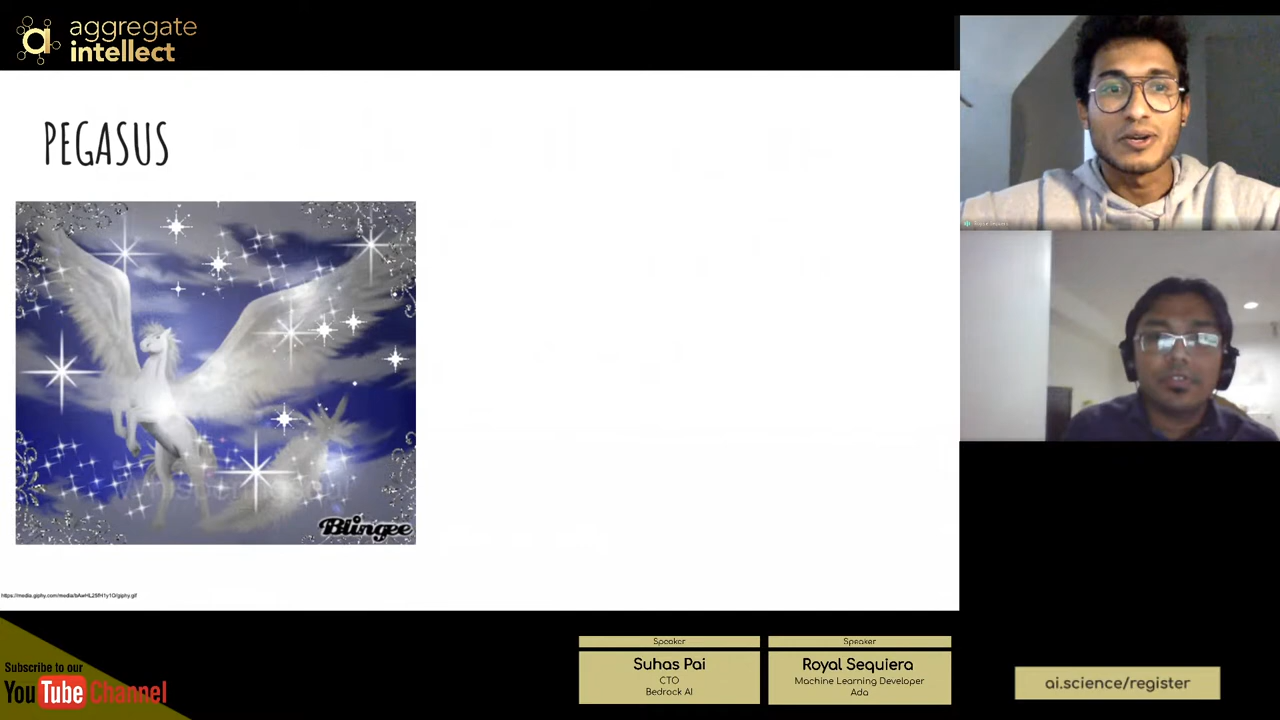 aggregate
intellect
PEGASUS
Blingee
Subscribe to our
YouTube Channel
Speaker
Suhas Pai
CTO
Bedrock AI
Speaker
Royal Sequiera
Machine Learning Developer
Ada
ai.science/register